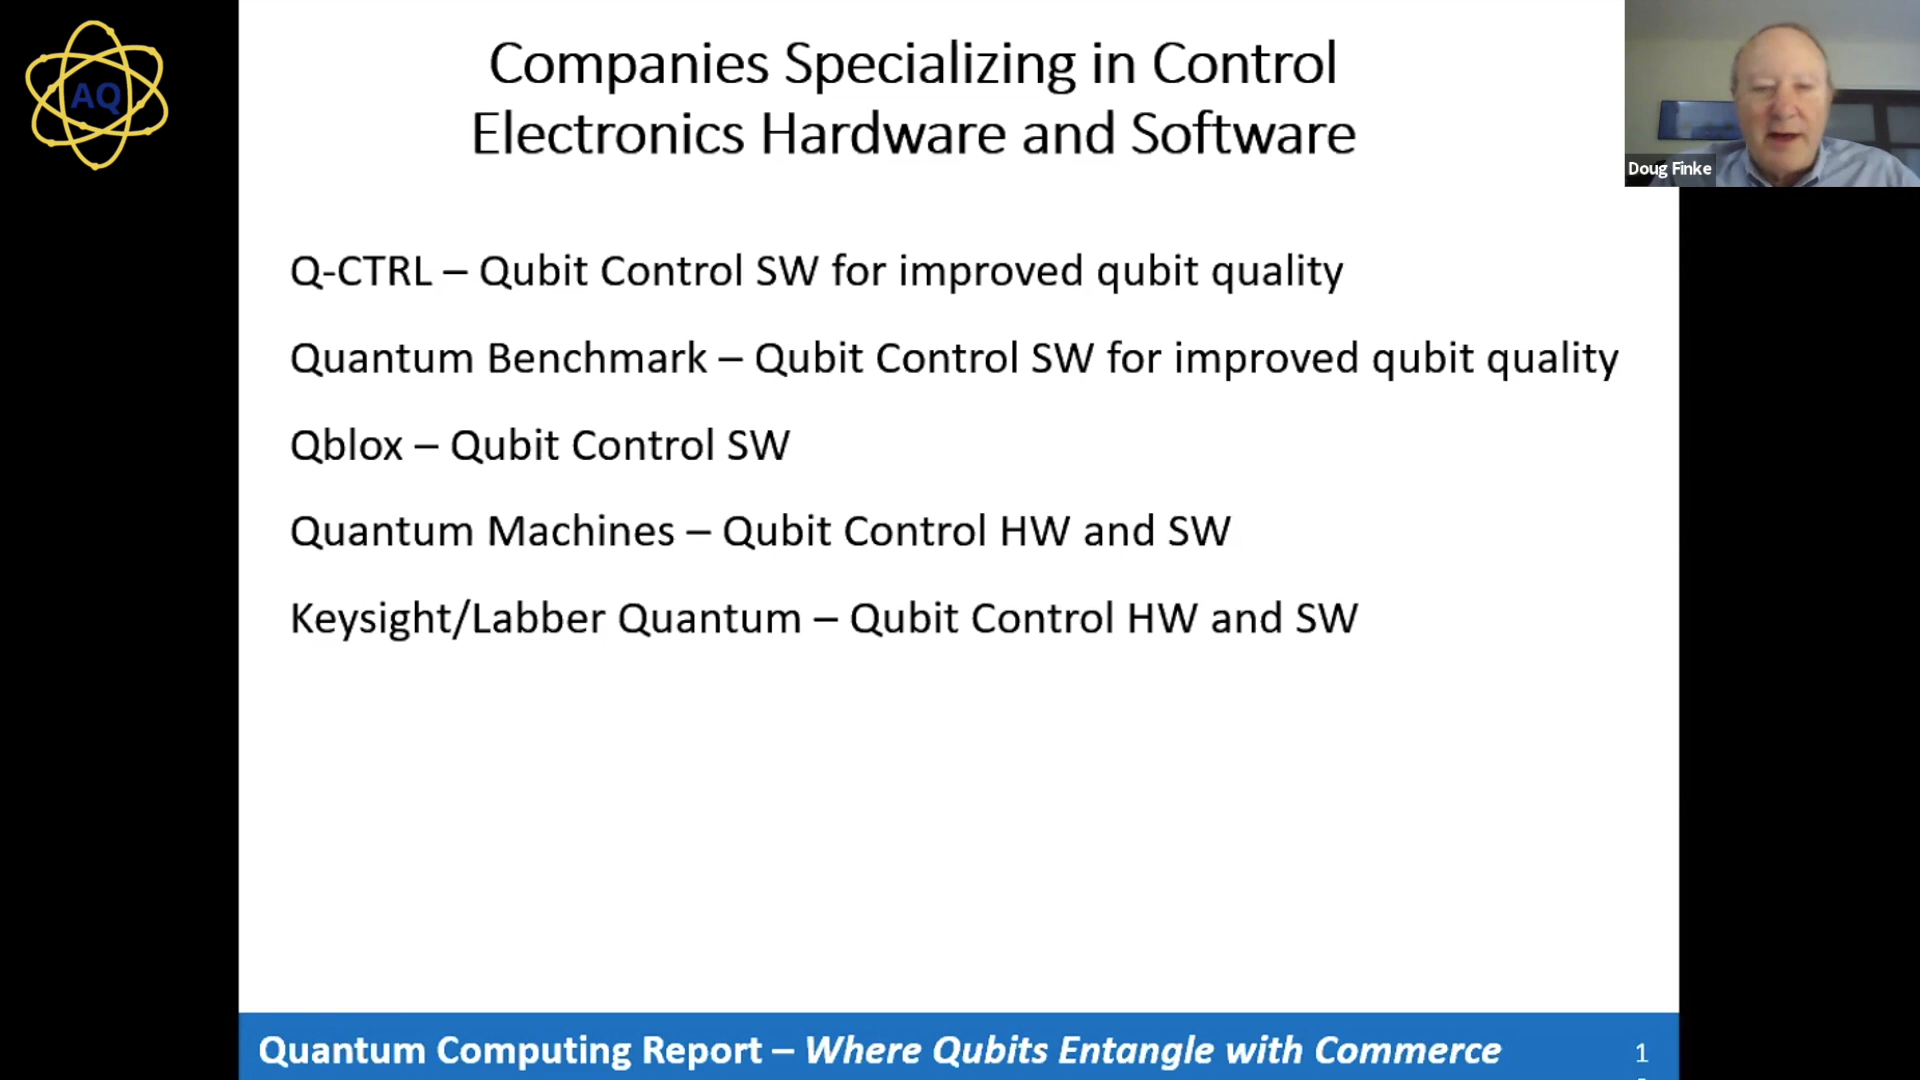 AQ
Companies Specializing in Control
Electronics Hardware and Software
Doug Finke
Q-CTRL – Qubit Control SW for improved qubit quality
Quantum Benchmark – Qubit Control SW for improved qubit quality
Qblox – Qubit Control SW
Quantum Machines – Qubit Control HW and SW
Keysight/Labber Quantum – Qubit Control HW and SW
Quantum Computing Report – Where Qubits Entangle with Commerce
1